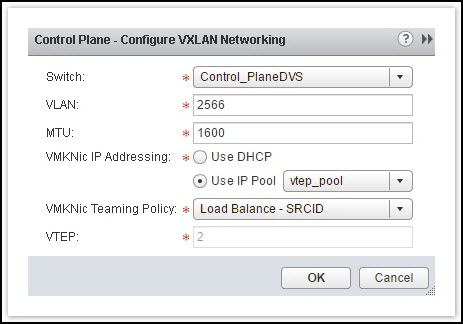 Control Plane - Configure VXLAN Networking ?
Switch: * Control_PlaneDVS
VLAN: * 2566
MTU: * 1600
VMKNic IP Addressing: * Use DHCP
Use IP Pool vtep_pool
VMKNic Teaming Policy: * Load Balance - SRCID
VTEP: * 2
OK Cancel